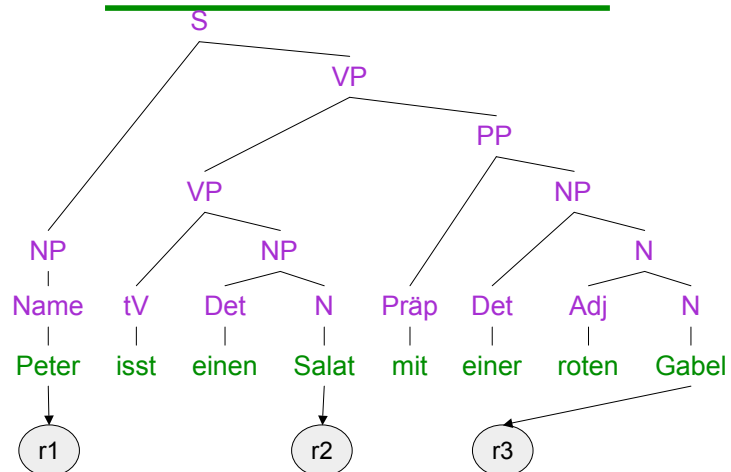 S
VP
PP
VP NP
NP NP N
Name tV Det N Präp Det Adj N
Peter isst einen Salat mit einer roten Gabel
r1 r2 r3